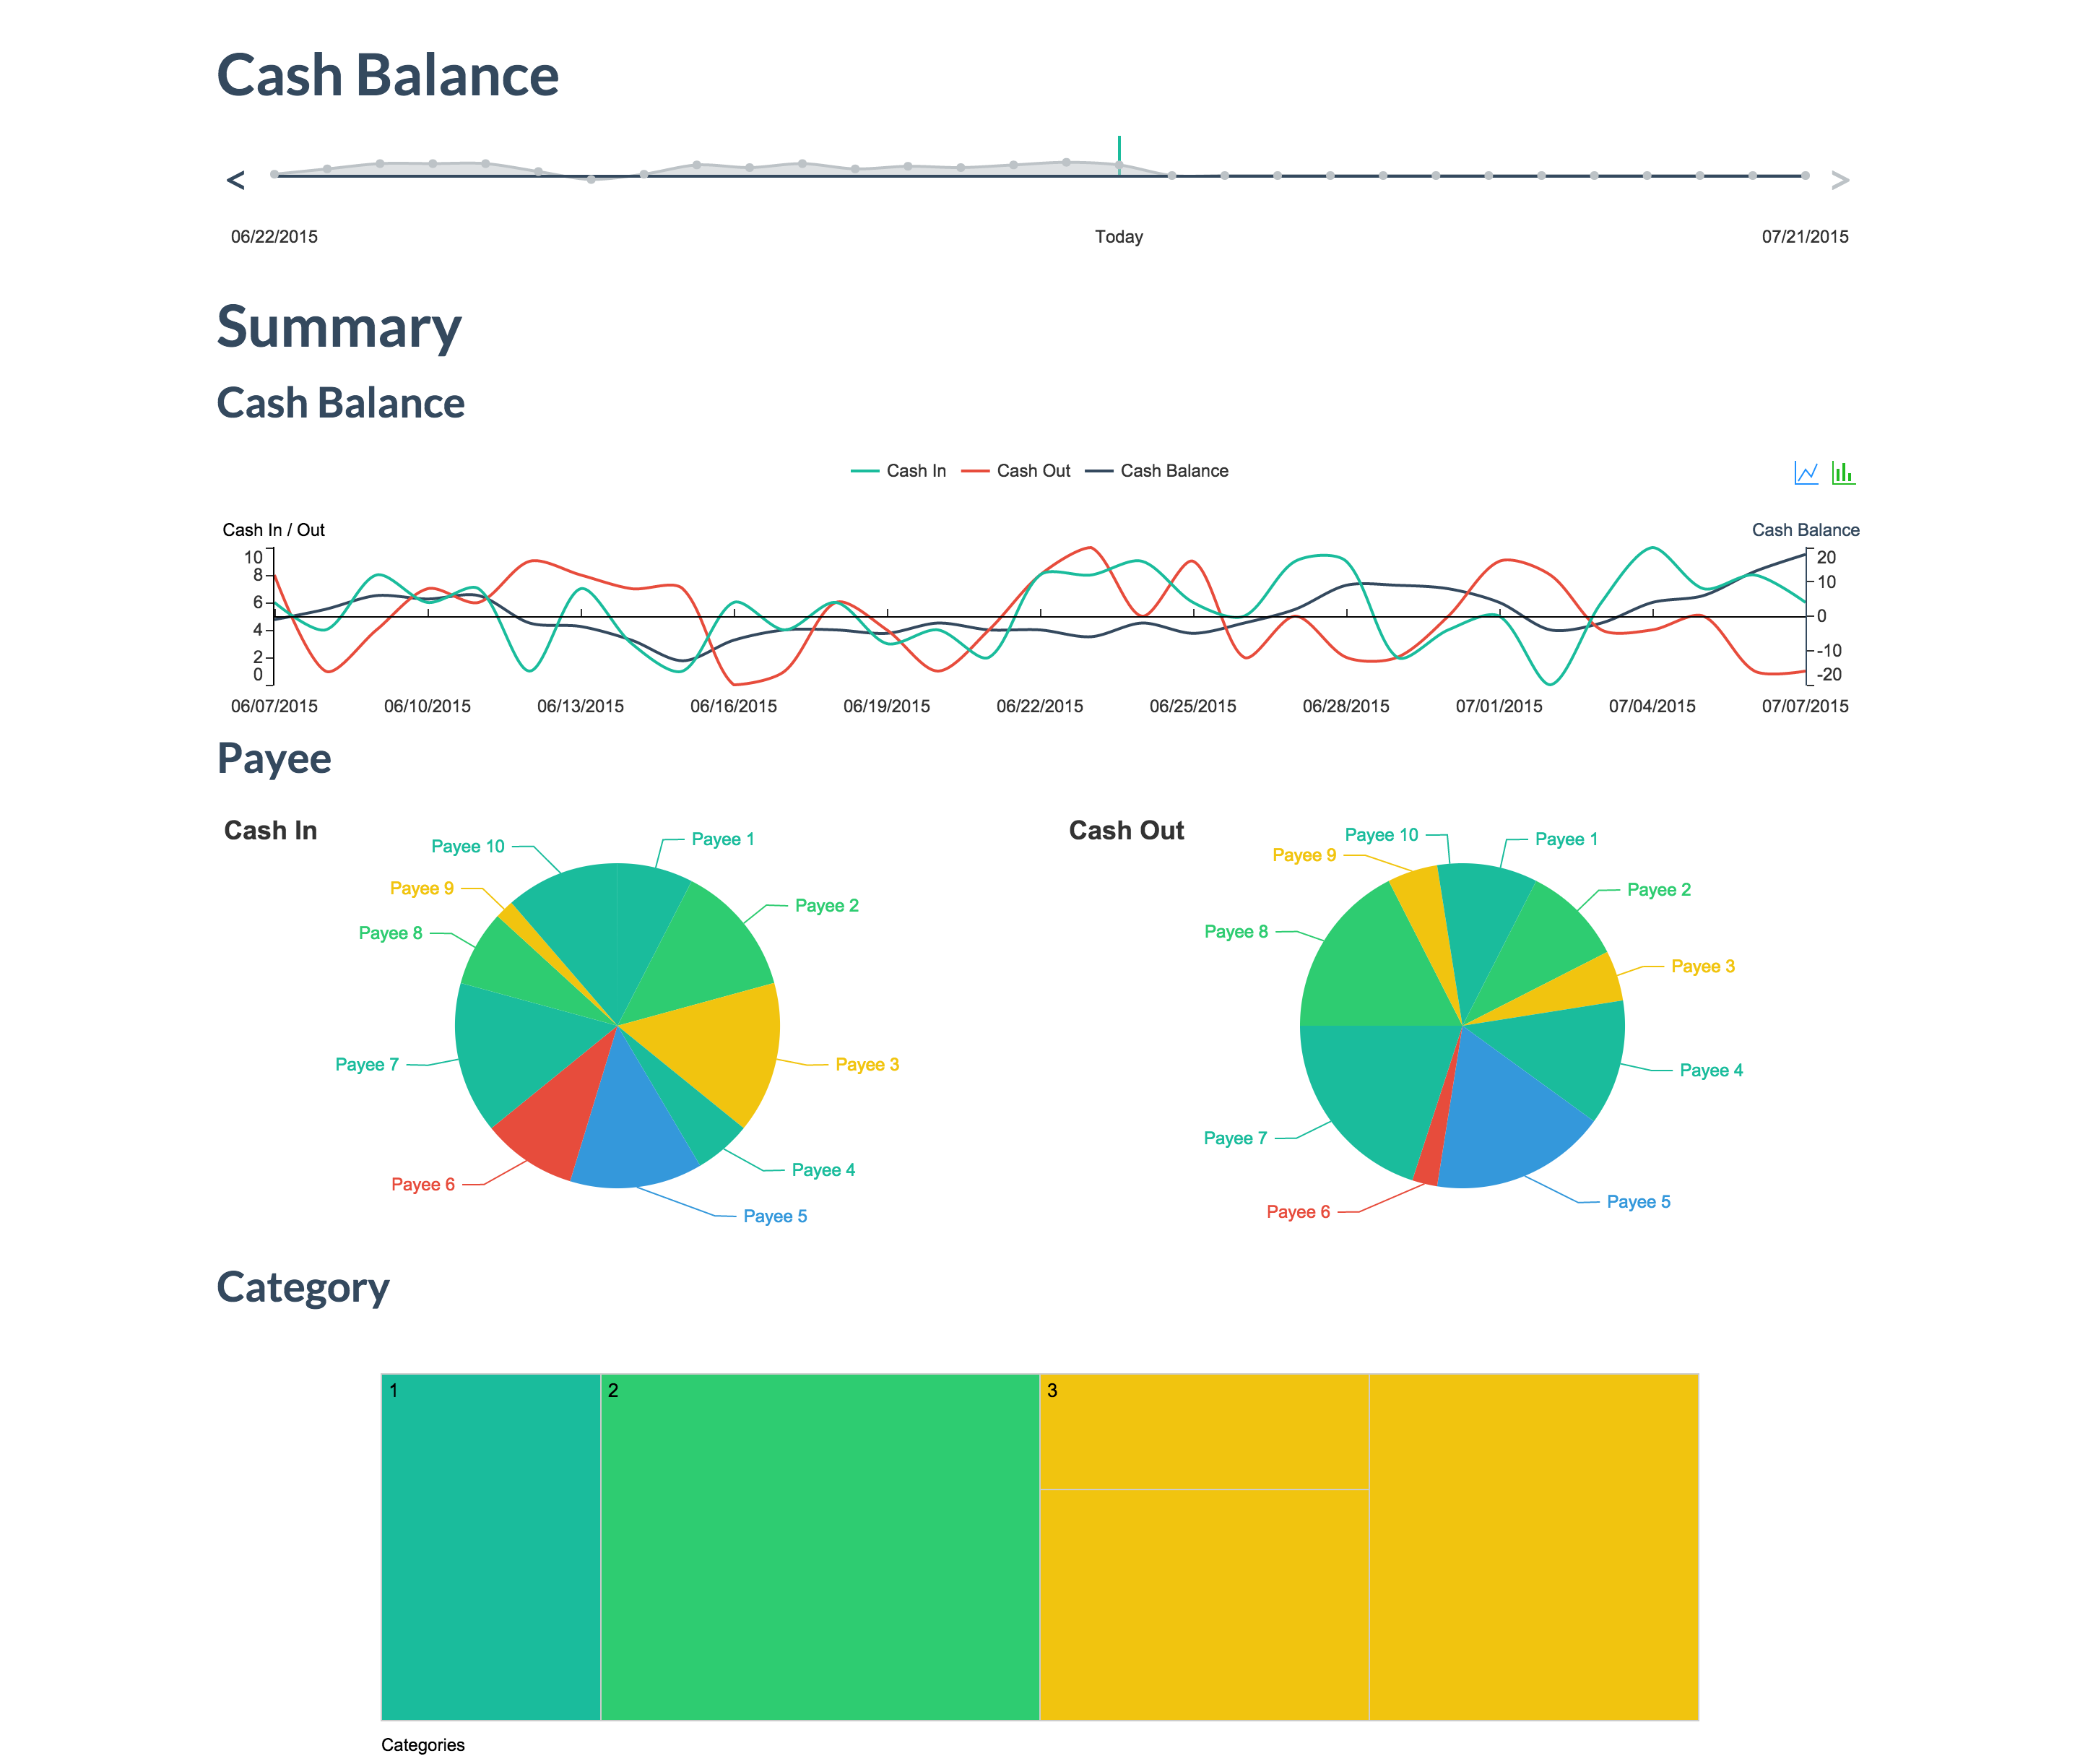 Cash Balance
< >
06/22/2015 Today 07/21/2015
Summary
Cash Balance
Cash In Cash Out Cash Balance
Cash In / Out Cash Balance
10 20
8 10
6 0
4 -10
2 -20
0
06/07/2015 06/10/2015 06/13/2015 06/16/2015 06/19/2015 06/22/2015 06/25/2015 06/28/2015 07/01/2015 07/04/2015 07/07/2015
Payee
Cash In
Payee 1
Payee 2
Payee 3
Payee 4
Payee 5
Payee 6
Payee 7
Payee 8
Payee 9
Payee 10
Cash Out
Payee 1
Payee 2
Payee 3
Payee 4
Payee 5
Payee 6
Payee 7
Payee 8
Payee 9
Payee 10
Category
1 2 3
Categories